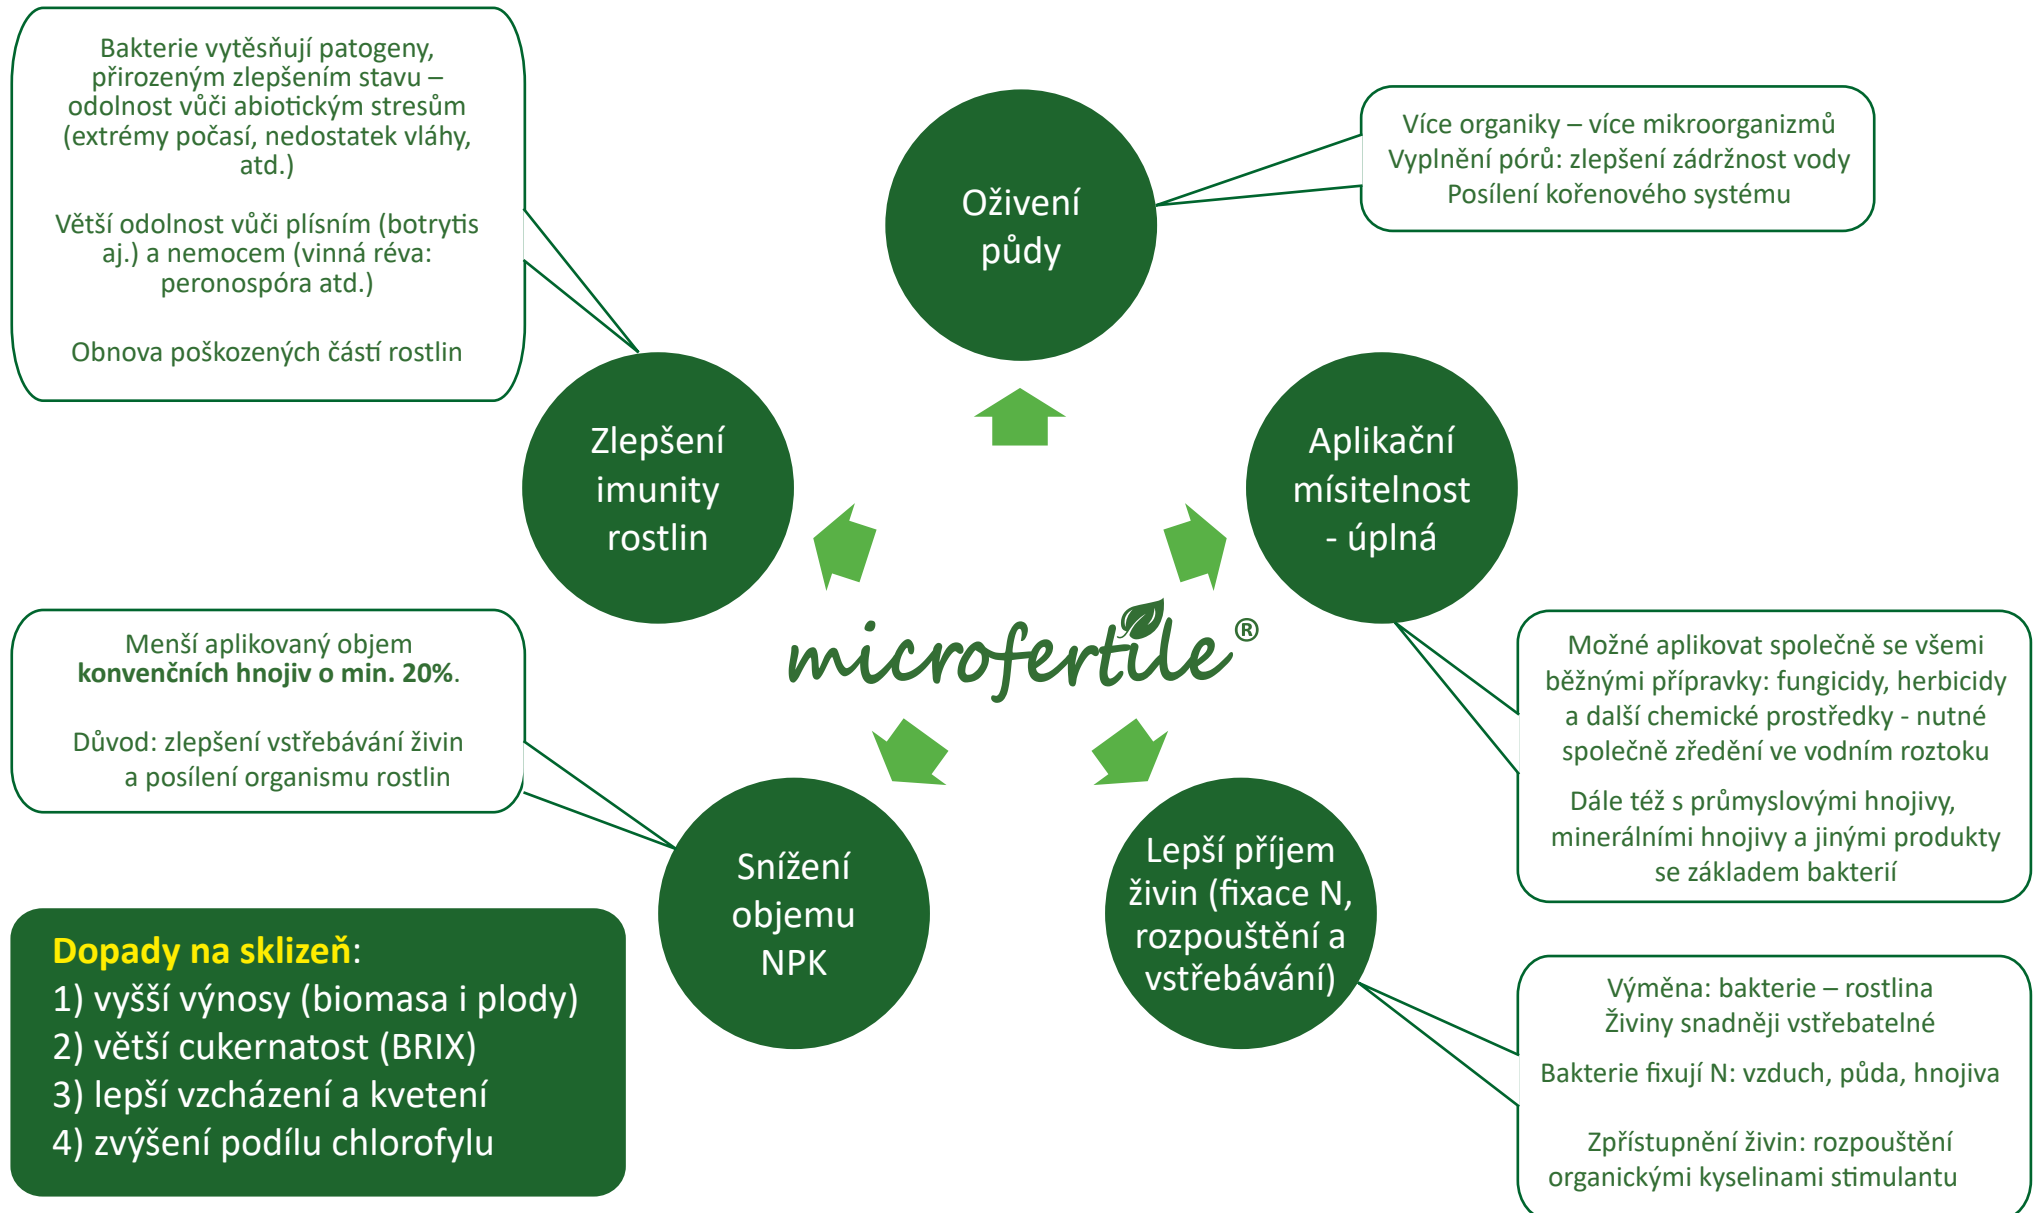 Bakterie vytěsňují patogeny,
přirozeným zlepšením stavu –
odolnost vůči abiotickým stresům
(extrémy počasí, nedostatek vláhy,
atd.)
Větší odolnost vůči plísním (botrytis
aj.) a nemocem (vinná réva:
peronospóra atd.)
Obnova poškozených částí rostlin
Oživení
půdy
Více organiky – více mikroorganizmů
Vyplnění pórů: zlepšení zádržnost vody
Posílení kořenového systému
Zlepšení
imunity
rostlin
Aplikační
mísitelnost
- úplná
microfertile®
Menší aplikovaný objem
konvenčních hnojiv o min. 20%.
Důvod: zlepšení vstřebávání živin
a posílení organismu rostlin
Možné aplikovat společně se všemi
běžnými přípravky: fungicidy, herbicidy
a další chemické prostředky - nutné
společně zředění ve vodním roztoku
Dále též s průmyslovými hnojivy,
minerálními hnojivy a jinými produkty
se základem bakterií
Snížení
objemu
NPK
Lepší příjem
živin (fixace N,
rozpouštění a
vstřebávání)
Dopady na sklizeň:
1) vyšší výnosy (biomasa i plody)
2) větší cukernatost (BRIX)
3) lepší vzcházení a kvetení
4) zvýšení podílu chlorofylu
Výměna: bakterie – rostlina
Živiny snadněji vstřebatelné
Bakterie fixují N: vzduch, půda, hnojiva
Zpřístupnění živin: rozpouštění
organickými kyselinami stimulantu